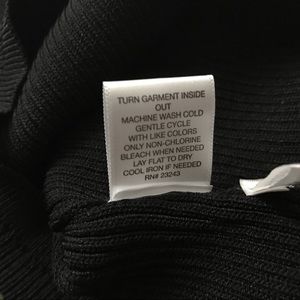 TURN GARMENT INSIDE
OUT
MACHINE WASH COLD
GENTLE CYCLE
WITH LIKE COLORS
ONLY NON-CHLORINE
BLEACH WHEN NEEDED
LAY FLAT TO DRY
COOL IRON IF NEEDED
RN# 23243